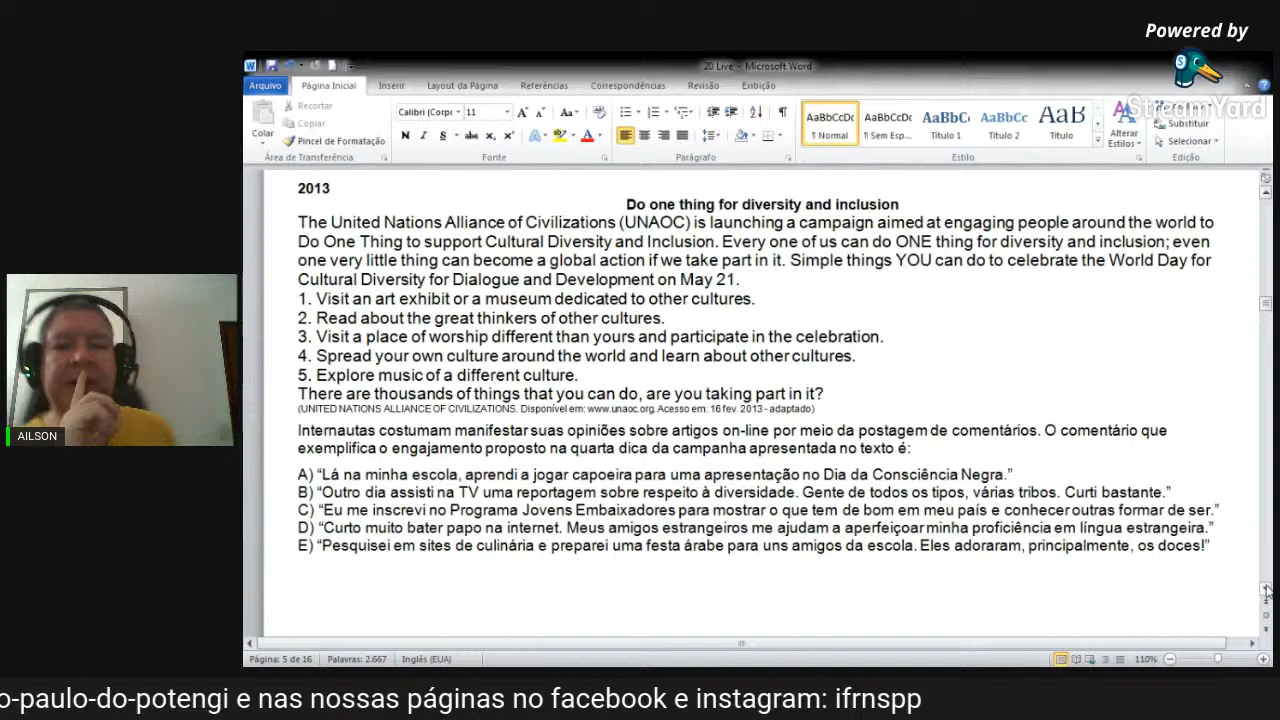 Powered by
StreamYard
20 Live - Microsoft Word
Arquivo Página Inicial Inserir Layout da Página Referências Correspondências Revisão Exibição
Recortar
Copiar
Pincel de Formatação
Colar
Calibri (Corp 11
N I S abc x₂ x²
AaBbCcDc AaBbCcDc AaBbC AaBbCc AaB
¶ Normal ¶ Sem Esp... Título 1 Título 2 Título
Alterar Estilos
Substituir
Selecionar
Área de Transferência Fonte Parágrafo Estilo Edição
2013
Do one thing for diversity and inclusion
The United Nations Alliance of Civilizations (UNAOC) is launching a campaign aimed at engaging people around the world to
Do One Thing to support Cultural Diversity and Inclusion. Every one of us can do ONE thing for diversity and inclusion; even
one very little thing can become a global action if we take part in it. Simple things YOU can do to celebrate the World Day for
Cultural Diversity for Dialogue and Development on May 21.
1. Visit an art exhibit or a museum dedicated to other cultures.
2. Read about the great thinkers of other cultures.
3. Visit a place of worship different than yours and participate in the celebration.
4. Spread your own culture around the world and learn about other cultures.
5. Explore music of a different culture.
There are thousands of things that you can do, are you taking part in it?
(UNITED NATIONS ALLIANCE OF CIVILIZATIONS. Disponível em: www.unaoc.org. Acesso em: 16 fev. 2013 - adaptado)
Internautas costumam manifestar suas opiniões sobre artigos on-line por meio da postagem de comentários. O comentário que
exemplifica o engajamento proposto na quarta dica da campanha apresentada no texto é:
A) “Lá na minha escola, aprendi a jogar capoeira para uma apresentação no Dia da Consciência Negra.”
B) “Outro dia assisti na TV uma reportagem sobre respeito à diversidade. Gente de todos os tipos, várias tribos. Curti bastante.”
C) “Eu me inscrevi no Programa Jovens Embaixadores para mostrar o que tem de bom em meu país e conhecer outras formar de ser.”
D) “Curto muito bater papo na internet. Meus amigos estrangeiros me ajudam a aperfeiçoar minha proficiência em língua estrangeira.”
E) “Pesquisei em sites de culinária e preparei uma festa árabe para uns amigos da escola. Eles adoraram, principalmente, os doces!”
AILSON
Página: 5 de 16 Palavras: 2.667 Inglês (EUA) 110%
o-paulo-do-potengi e nas nossas páginas no facebook e instagram: ifrnspp